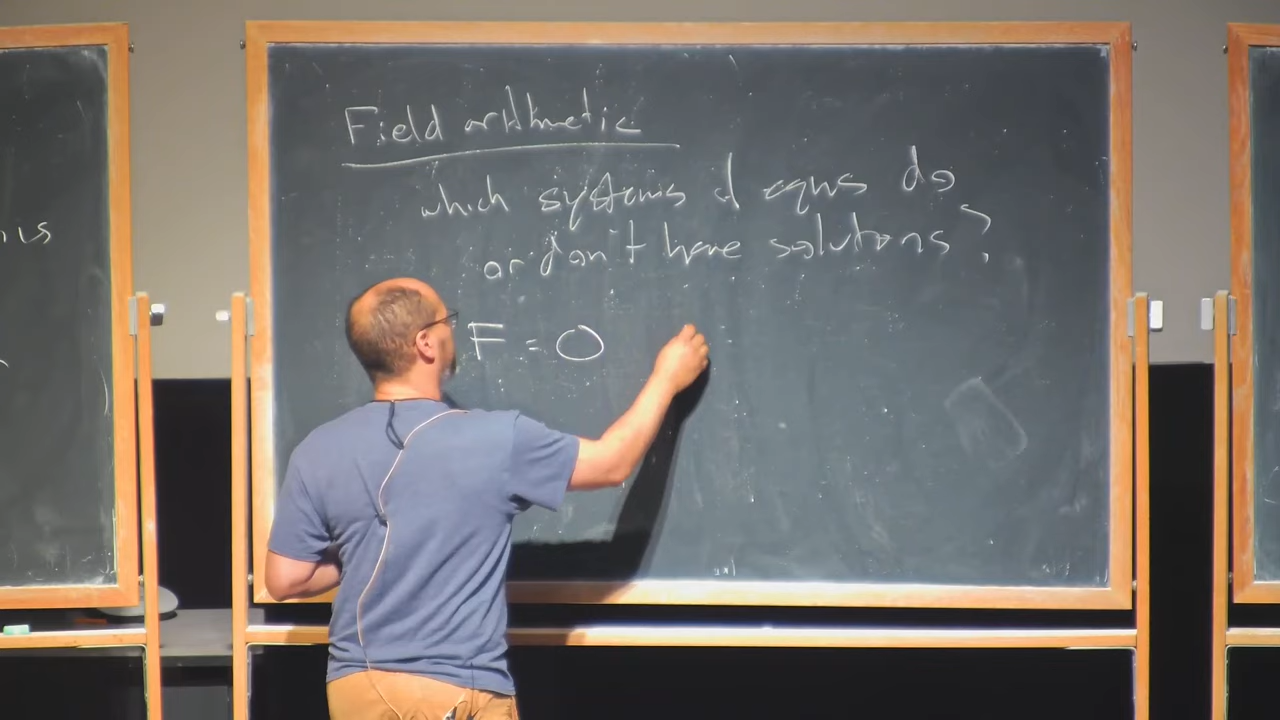 Field arithmetic
which systems of eqns do
or don't have solutions?
F = 0